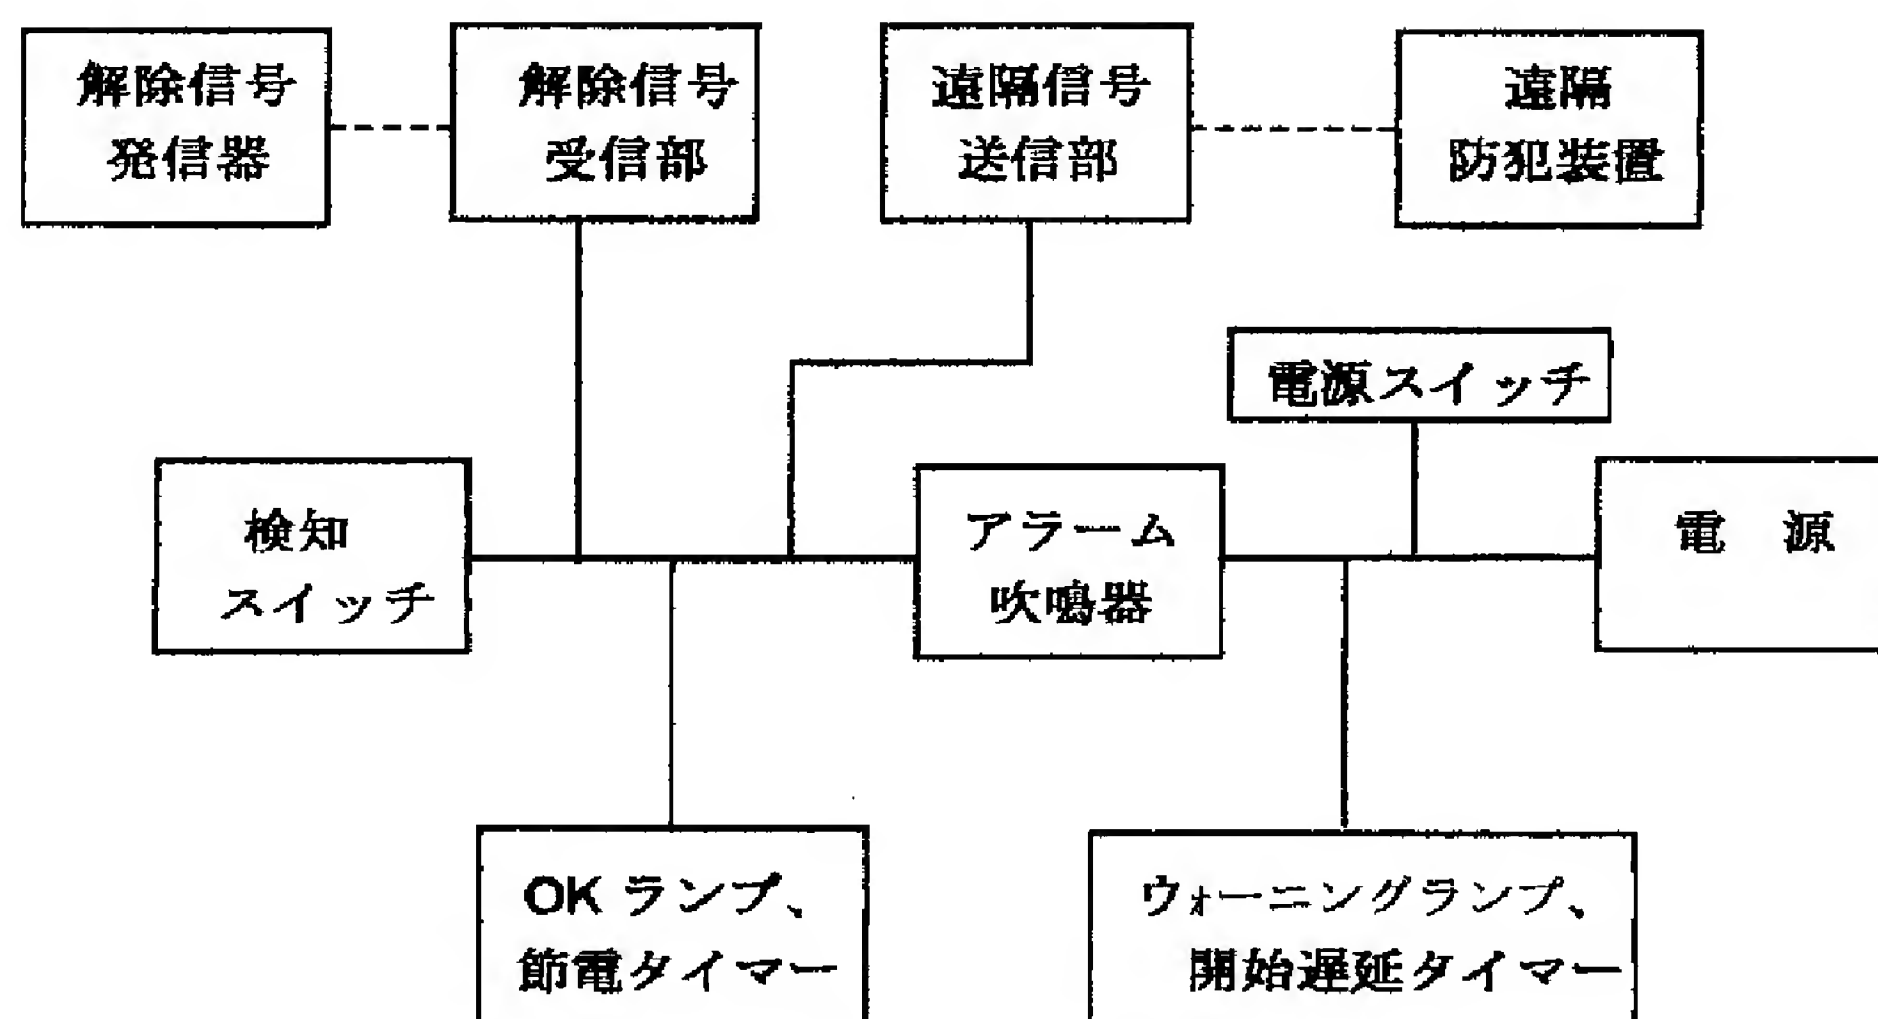 解除信号
発信器
解除信号
受信部
遠隔信号
送信部
遠隔
防犯装置
電源スイッチ
検知
スイッチ
アラーム
吹鳴器
電 源
OK ランプ、
節電タイマー
ウォーニングランプ、
開始遅延タイマー